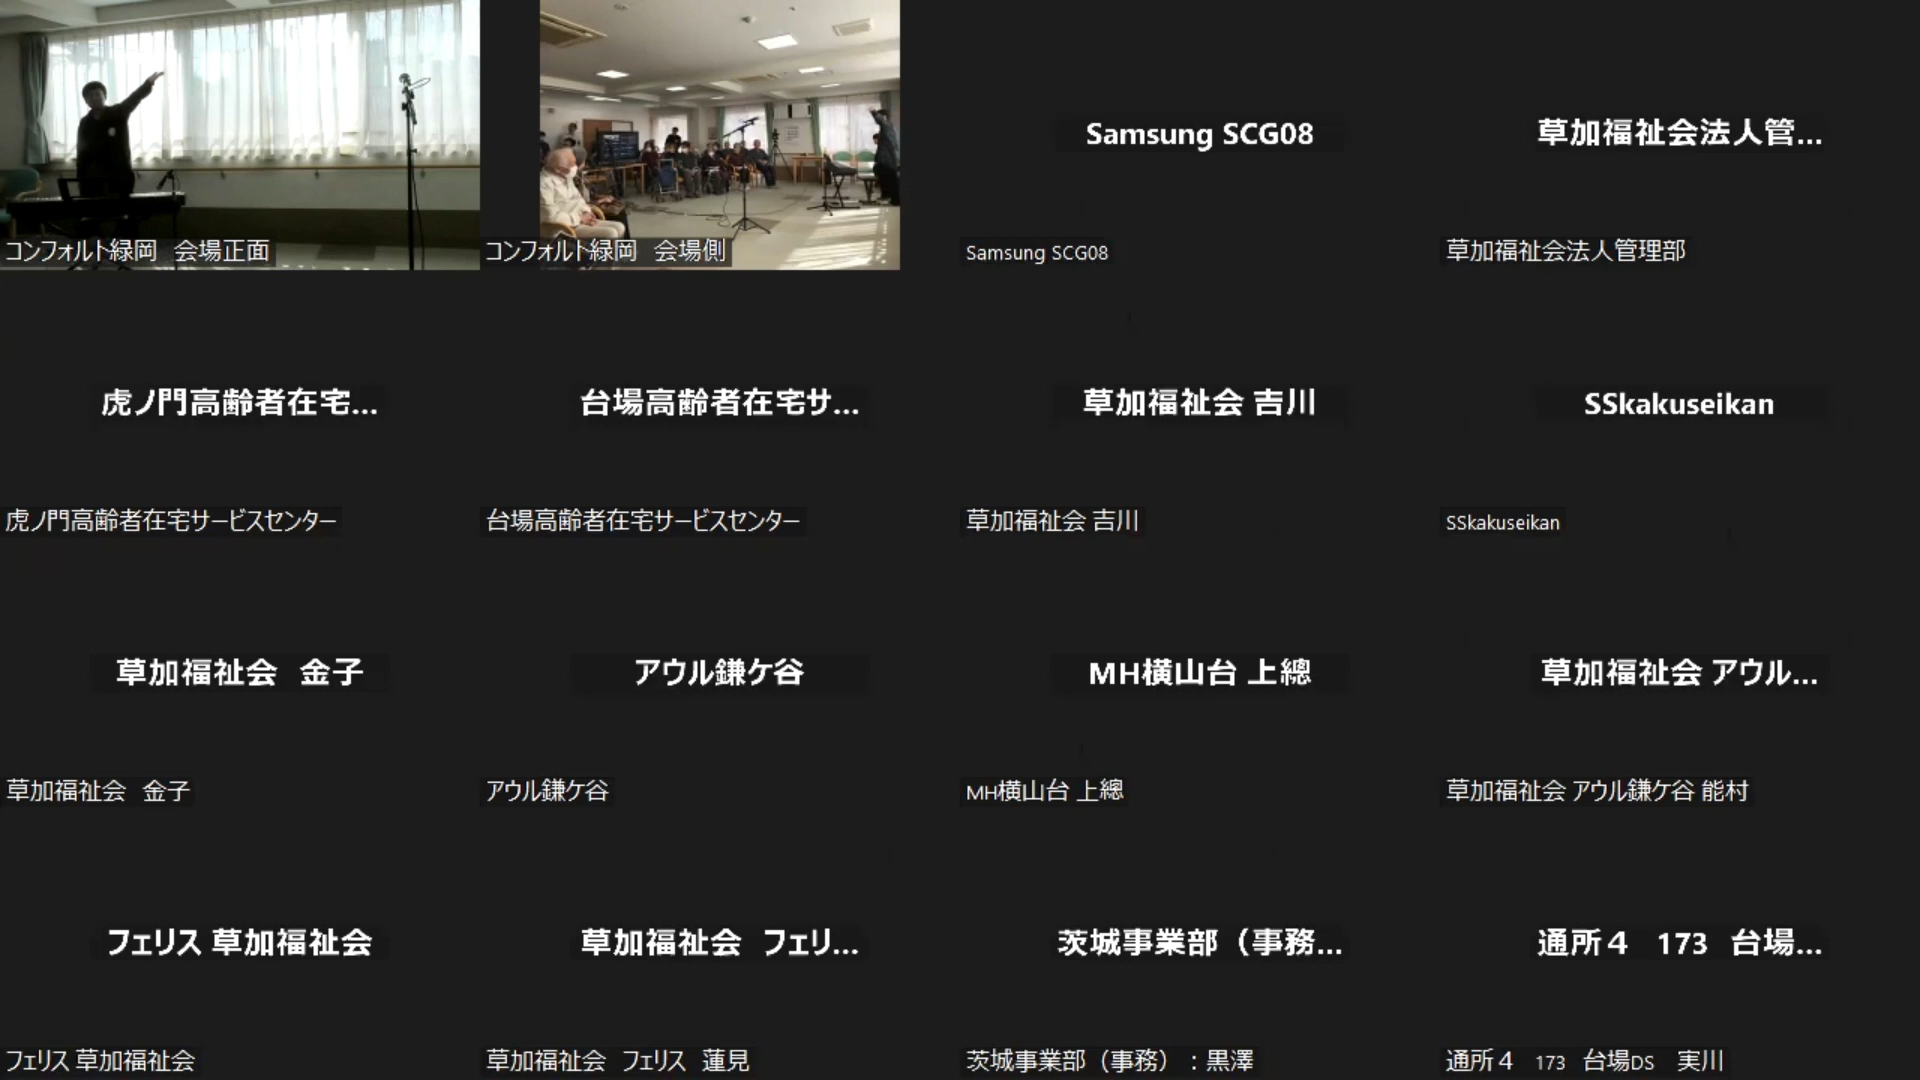 コンフォルト緑岡　会場正面
コンフォルト緑岡　会場側
Samsung SCG08
Samsung SCG08
草加福祉会法人管...
草加福祉会法人管理部
虎ノ門高齢者在宅...
虎ノ門高齢者在宅サービスセンター
台場高齢者在宅サ...
台場高齢者在宅サービスセンター
草加福祉会 吉川
草加福祉会 吉川
SSkakuseikan
SSkakuseikan
草加福祉会　金子
草加福祉会　金子
アウル鎌ケ谷
アウル鎌ケ谷
MH横山台 上總
MH横山台 上總
草加福祉会 アウル...
草加福祉会 アウル鎌ケ谷 能村
フェリス 草加福祉会
フェリス 草加福祉会
草加福祉会　フェリ...
草加福祉会　フェリス　蓮見
茨城事業部（事務...
茨城事業部（事務）：黒澤
通所４　173　台場...
通所４　173　台場DS　実川